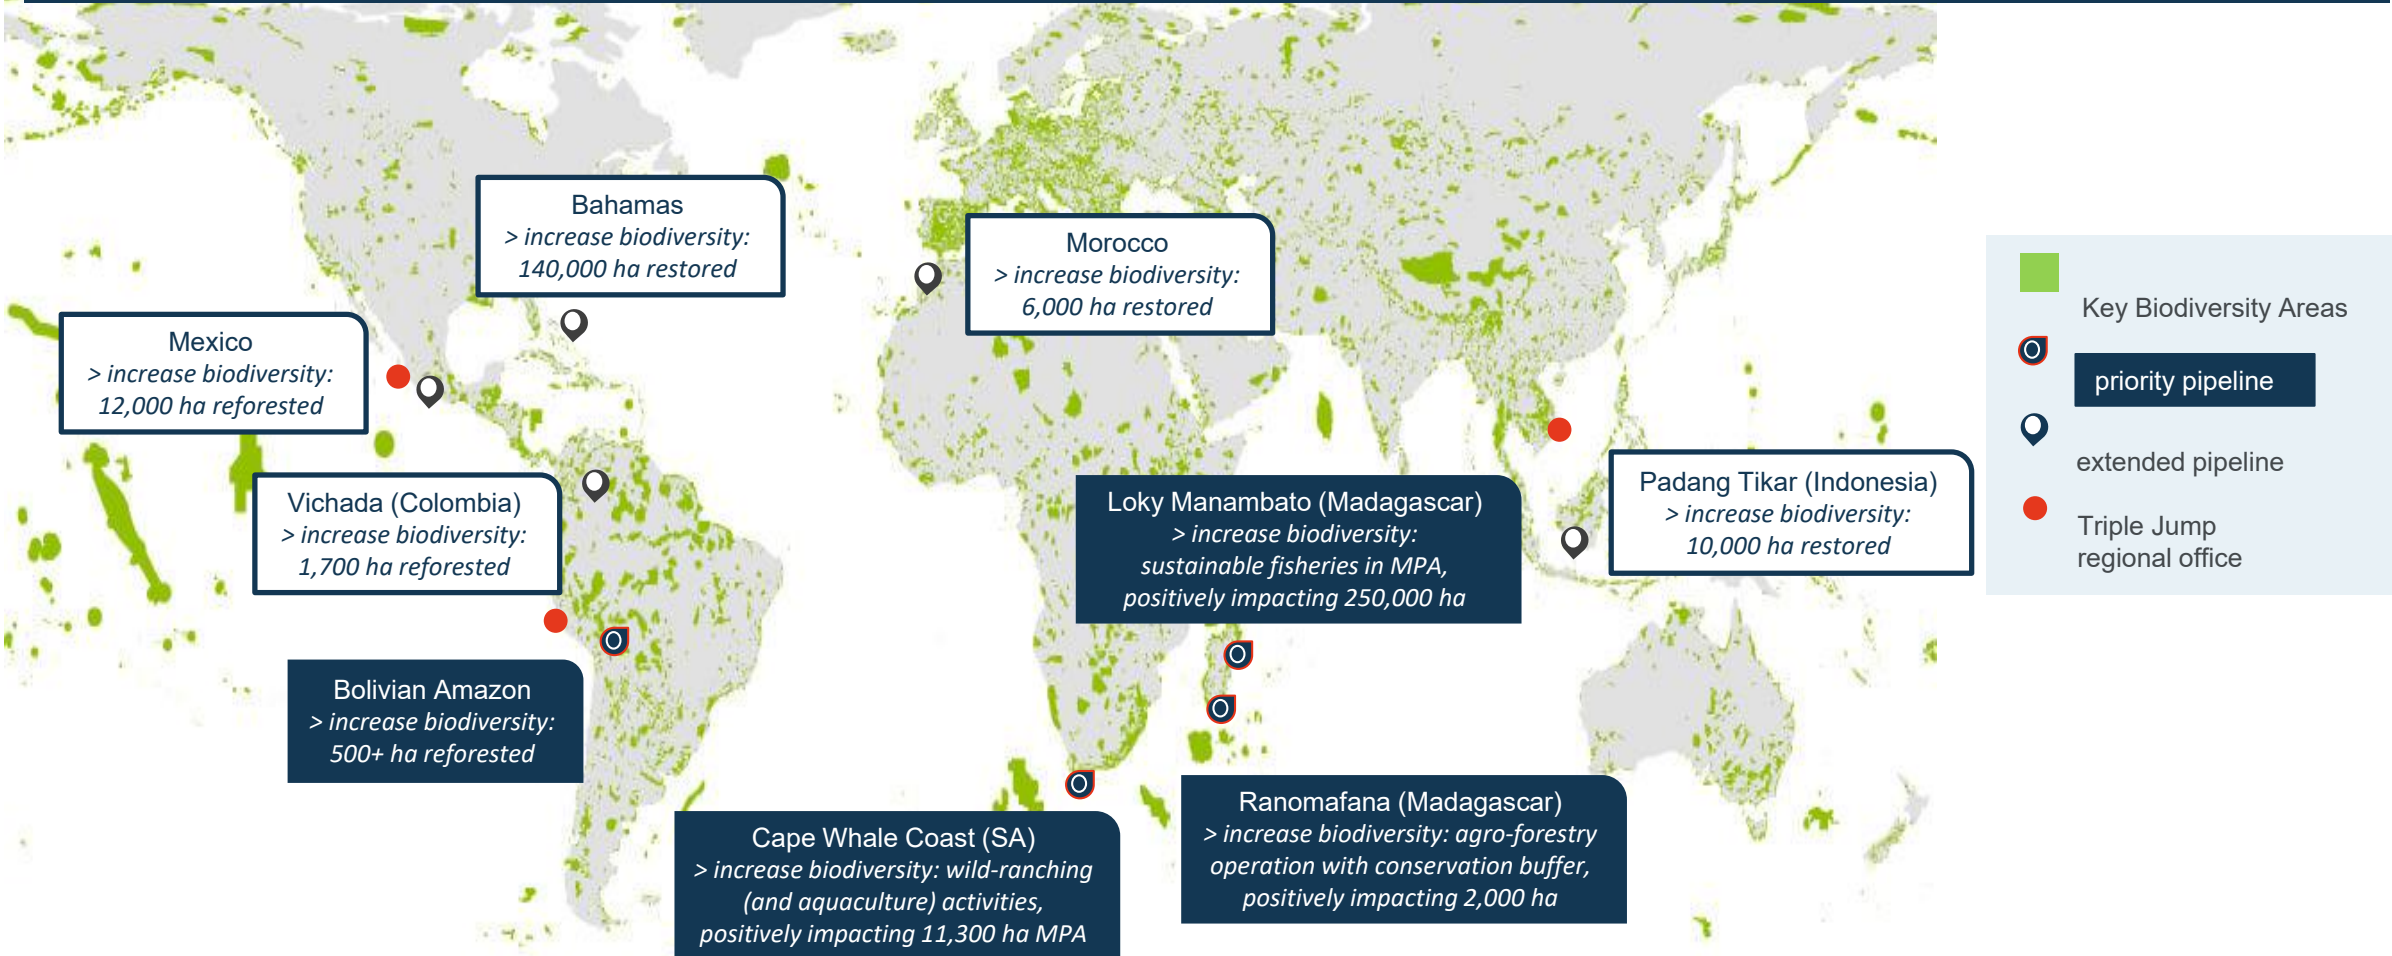 Bahamas
> increase biodiversity:
140,000 ha restored
Morocco
> increase biodiversity:
6,000 ha restored
Mexico
> increase biodiversity:
12,000 ha reforested
Vichada (Colombia)
> increase biodiversity:
1,700 ha reforested
Loky Manambato (Madagascar)
> increase biodiversity:
sustainable fisheries in MPA,
positively impacting 250,000 ha
Padang Tikar (Indonesia)
> increase biodiversity:
10,000 ha restored
Bolivian Amazon
> increase biodiversity:
500+ ha reforested
Cape Whale Coast (SA)
> increase biodiversity: wild-ranching
(and aquaculture) activities,
positively impacting 11,300 ha MPA
Ranomafana (Madagascar)
> increase biodiversity: agro-forestry
operation with conservation buffer,
positively impacting 2,000 ha
Key Biodiversity Areas
priority pipeline
extended pipeline
Triple Jump
regional office